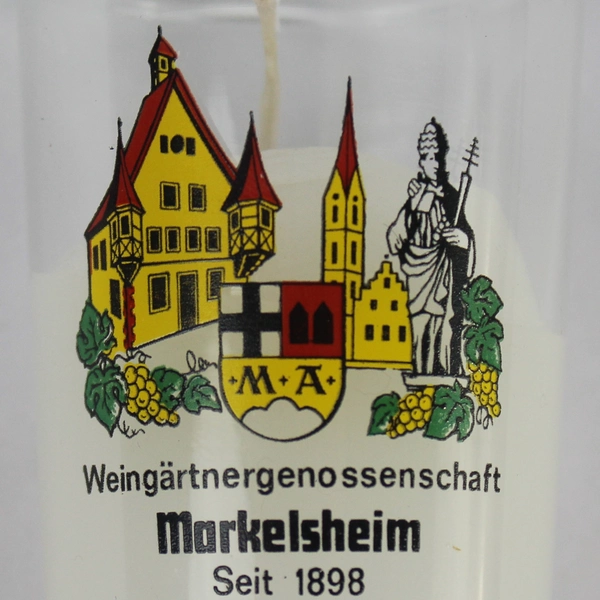 +M+A+
Weingärtnergenossenschaft
Markelsheim
Seit 1898